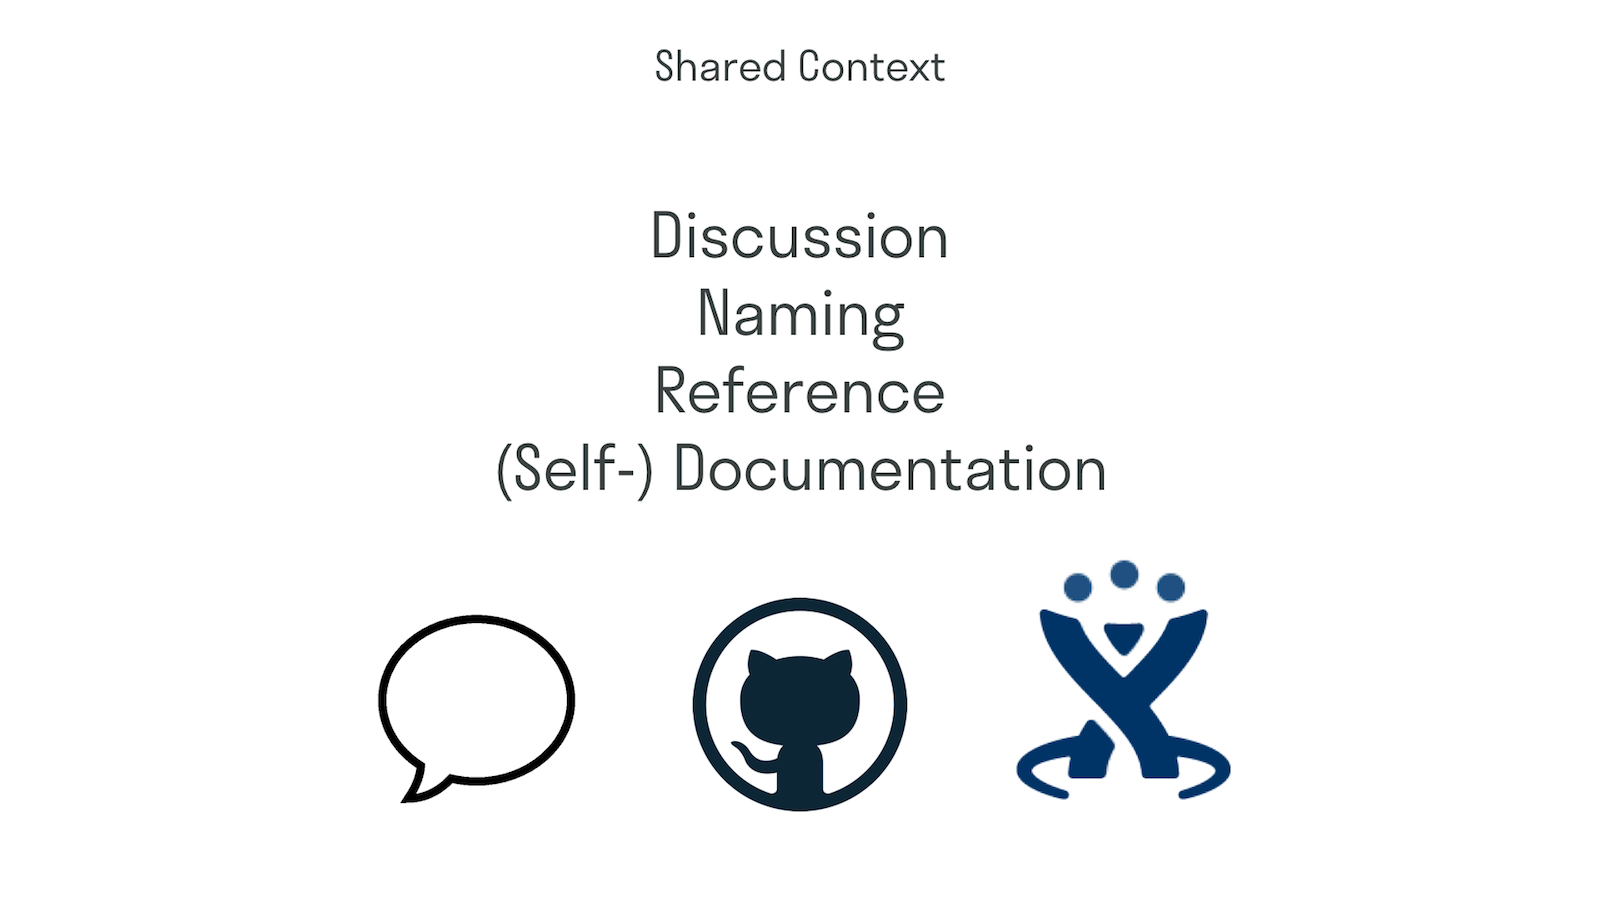 Shared Context
Discussion
Naming
Reference
(Self-) Documentation